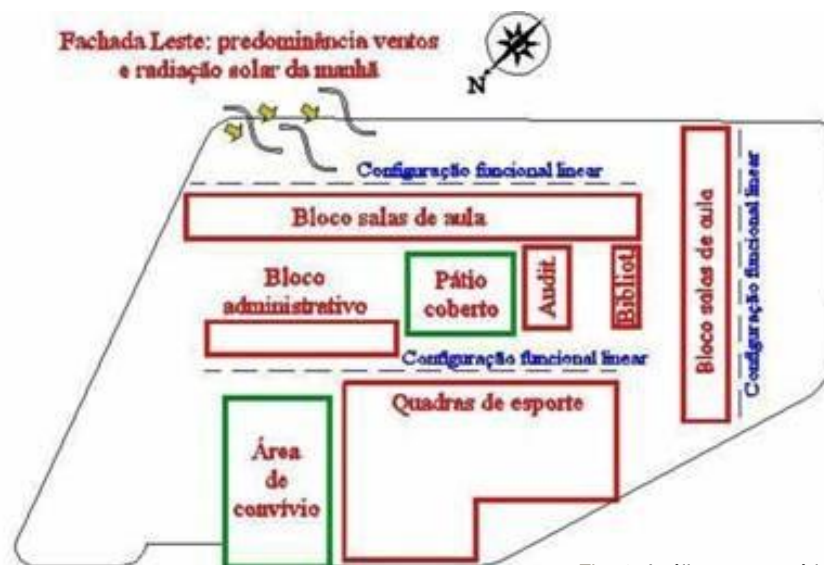 Fachada Leste: predominância ventos
e radiação solar da manhã
N
Configuração funcional linear
Bloco salas de aula
Bloco
administrativo
Pátio
coberto
Audit.
Bibliot.
Bloco salas de aula
Configuração funcional linear
Configuração funcional linear
Quadras de esporte
Área
de
convívio